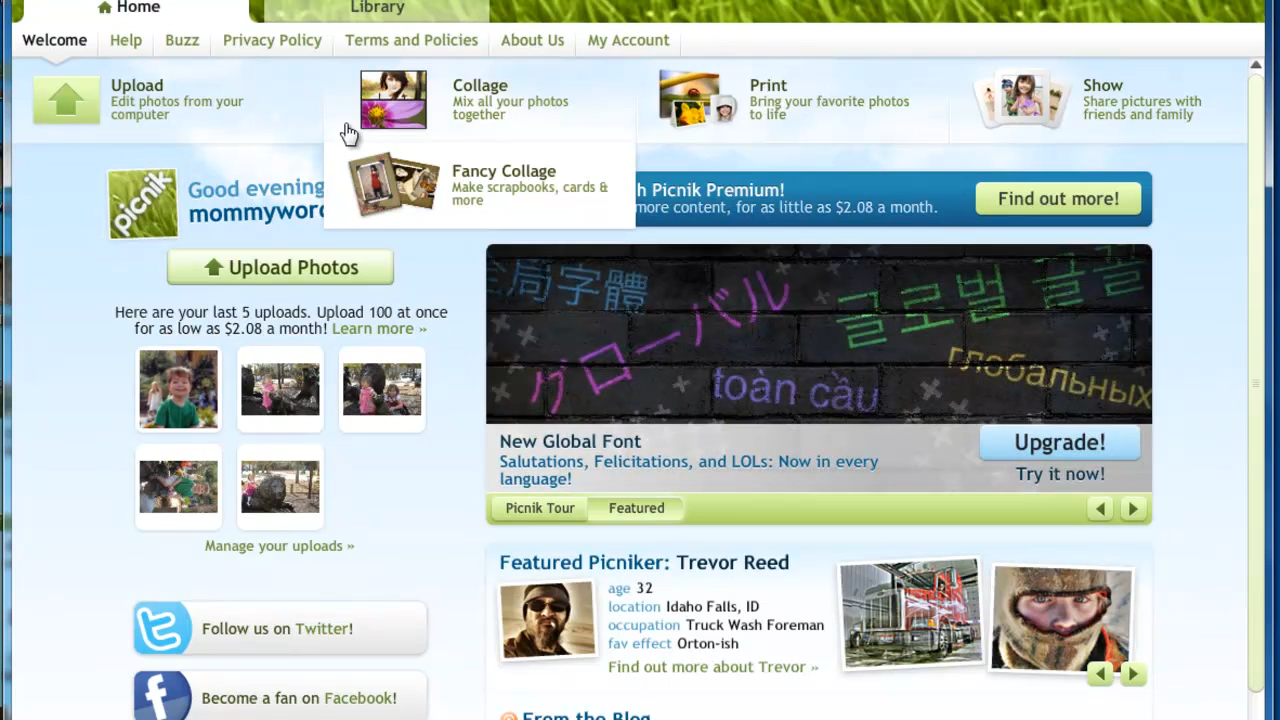 Home
Library
Welcome
Help
Buzz
Privacy Policy
Terms and Policies
About Us
My Account
Upload
Edit photos from your
computer
Collage
Mix all your photos
together
Print
Bring your favorite photos
to life
Show
Share pictures with
friends and family
Fancy Collage
Make scrapbooks, cards &
more
picnik
Good evening
mommywor
h Picnik Premium!
more content, for as little as $2.08 a month.
Find out more!
Upload Photos
Here are your last 5 uploads. Upload 100 at once
for as low as $2.08 a month! Learn more »
Manage your uploads »
全局字體
グローバル
글로벌 글꼴
toàn cầu
глобальных
New Global Font
Salutations, Felicitations, and LOLs: Now in every
language!
Upgrade!
Try it now!
Picnik Tour
Featured
Featured Picniker: Trevor Reed
age 32
location Idaho Falls, ID
occupation Truck Wash Foreman
fav effect Orton-ish
Find out more about Trevor »
Follow us on Twitter!
Become a fan on Facebook!
From the Blog